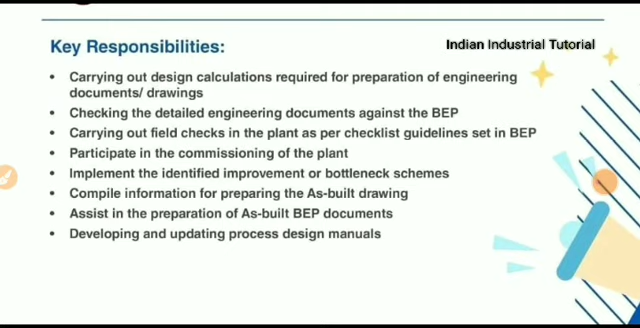 Key Responsibilities:
Indian Industrial Tutorial
• Carrying out design calculations required for preparation of engineering
documents/ drawings
• Checking the detailed engineering documents against the BEP
• Carrying out field checks in the plant as per checklist guidelines set in BEP
• Participate in the commissioning of the plant
• Implement the identified improvement or bottleneck schemes
• Compile information for preparing the As-built drawing
• Assist in the preparation of As-built BEP documents
• Developing and updating process design manuals